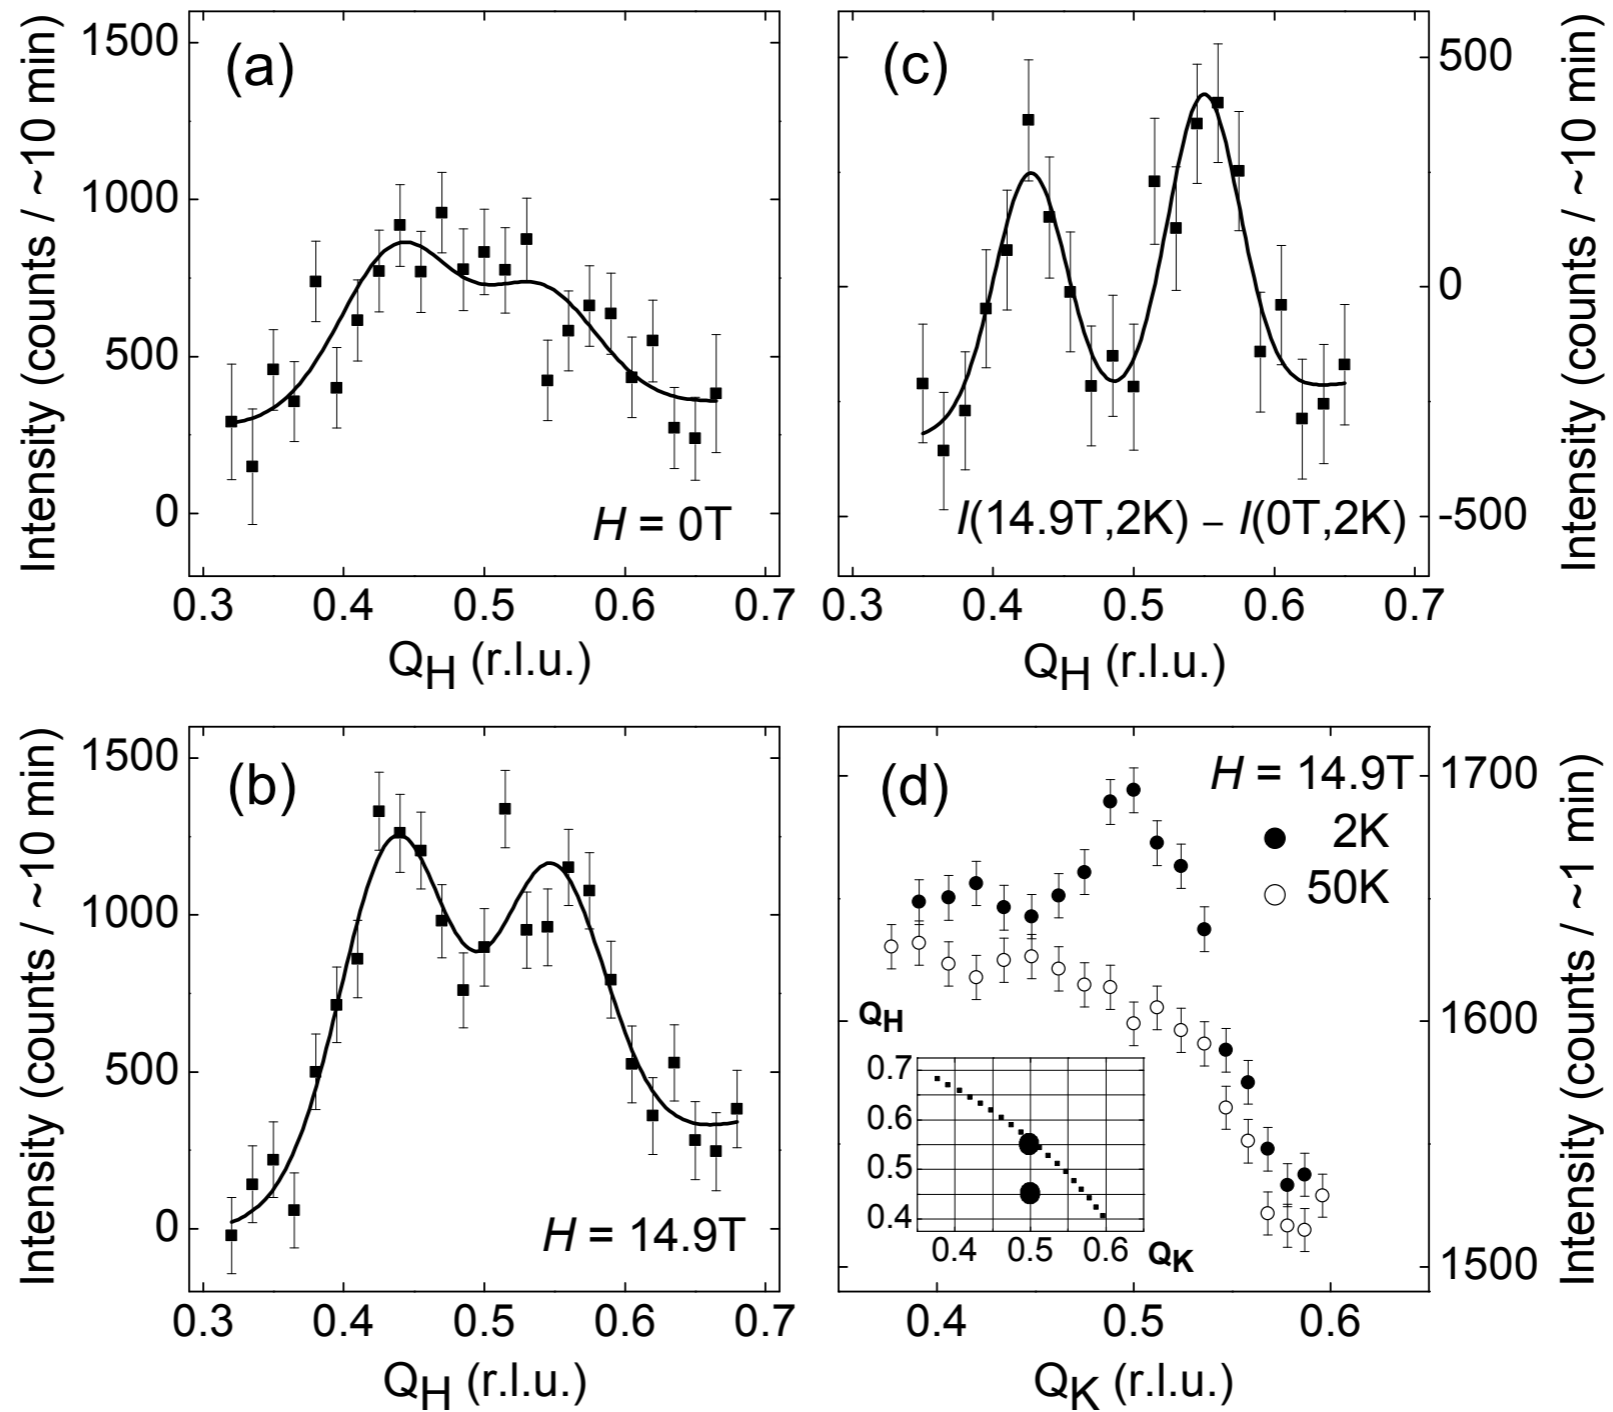 (a)
Intensity (counts / ~10 min)
1500
1000
500
0
H = 0T
0.3 0.4 0.5 0.6 0.7
QH (r.l.u.)
(c)
500
0
-500
Intensity (counts / ~10 min)
I(14.9T,2K) – I(0T,2K)
0.3 0.4 0.5 0.6 0.7
QH (r.l.u.)
(b)
Intensity (counts / ~10 min)
1500
1000
500
0
H = 14.9T
0.3 0.4 0.5 0.6 0.7
QH (r.l.u.)
(d)
H = 14.9T
2K
50K
1700
1600
1500
Intensity (counts / ~1 min)
QH
0.7
0.6
0.5
0.4
0.4 0.5 0.6
QK
0.4 0.5 0.6
QK (r.l.u.)